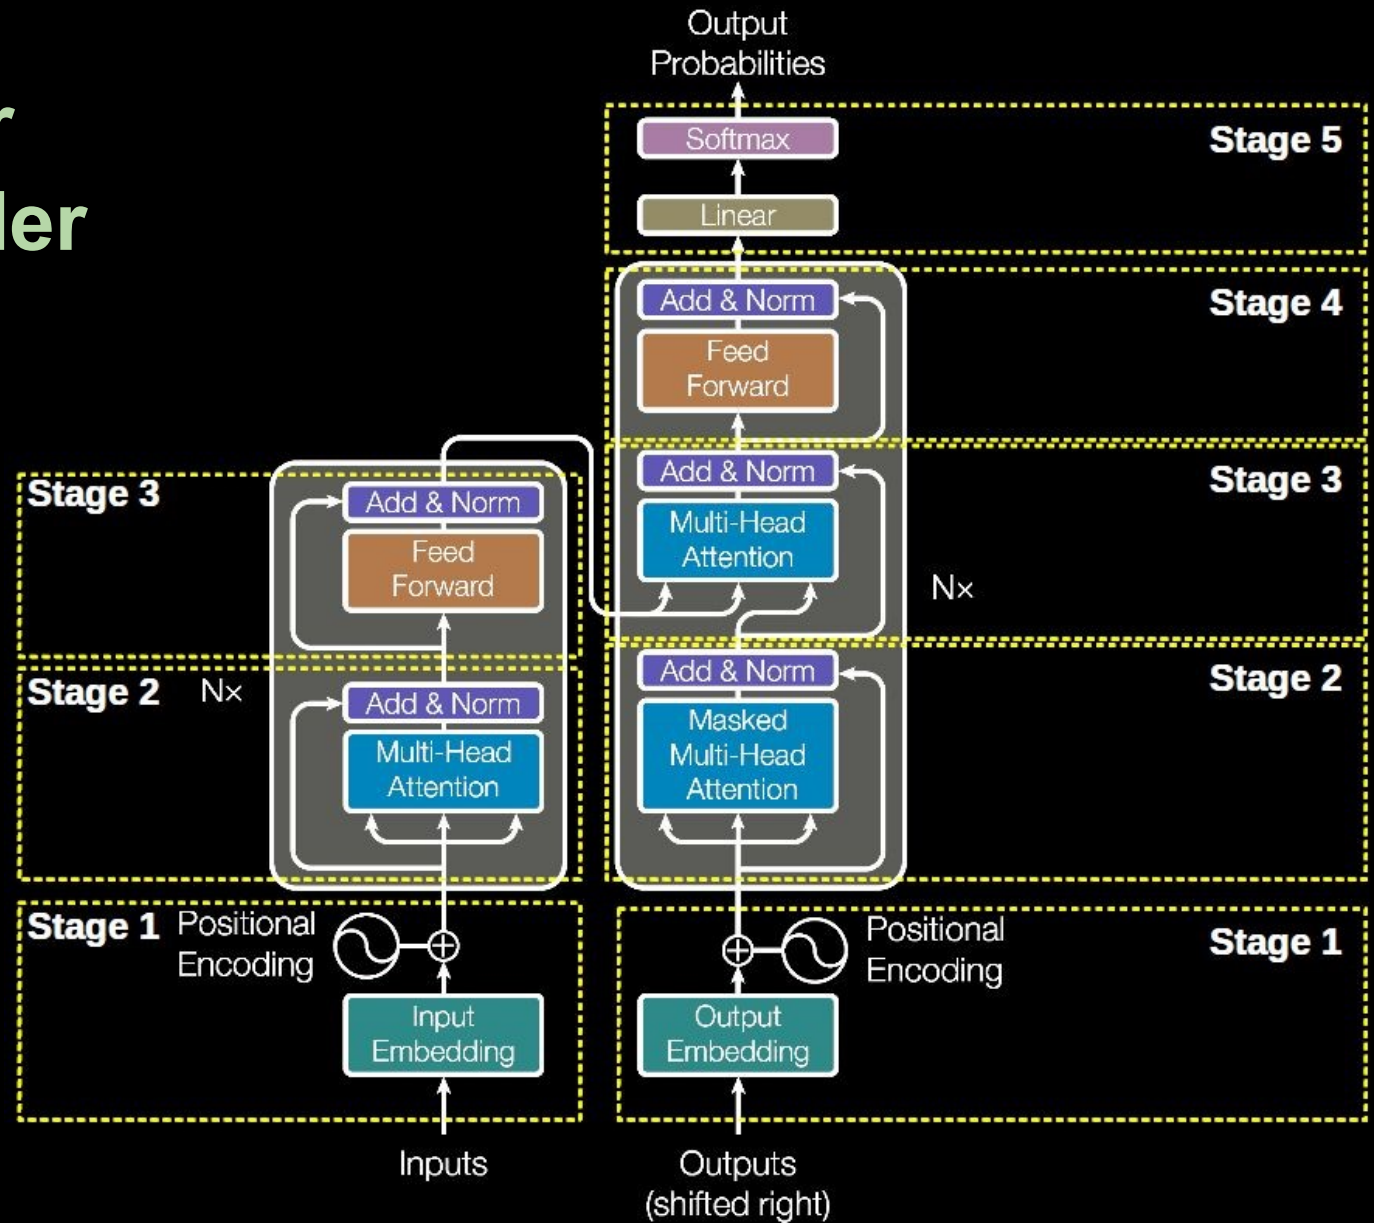 Output
Probabilities
Softmax
Stage 5
Linear
Add & Norm
Stage 4
Feed
Forward
Add & Norm
Stage 3
Multi-Head
Attention
Nx
Add & Norm
Stage 2
Masked
Multi-Head
Attention
Positional
Encoding
Stage 1
Output
Embedding
Outputs
(shifted right)
Stage 3
Add & Norm
Feed
Forward
Stage 2
Nx
Add & Norm
Multi-Head
Attention
Stage 1
Positional
Encoding
Input
Embedding
Inputs